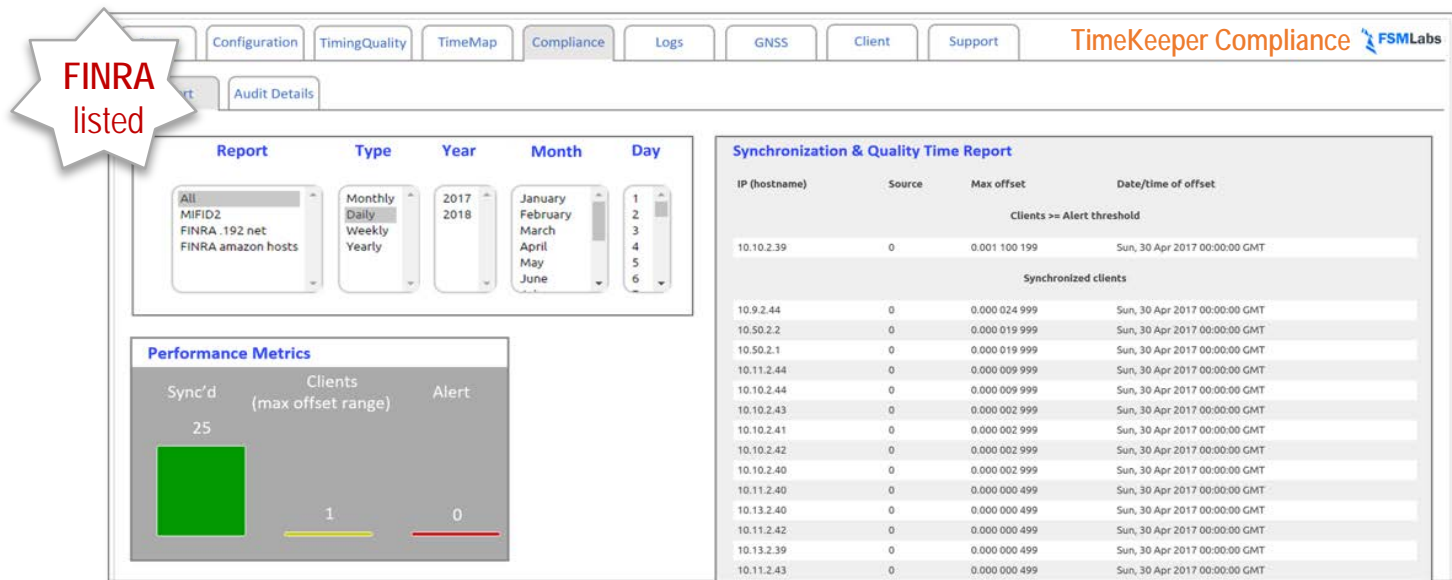 Configuration TimingQuality TimeMap Compliance Logs GNSS Client Support TimeKeeper Compliance FSMLabs
FINRA
listed
Audit Details
Report Type Year Month Day
All Monthly 2017 January 1
MIFID2 Daily 2018 February 2
FINRA .192 net Weekly March 3
FINRA amazon hosts Yearly April 4
May 5
June 6
Synchronization & Quality Time Report
IP (hostname) Source Max offset Date/time of offset
Clients >= Alert threshold
10.10.2.39 0 0.001 100 199 Sun, 30 Apr 2017 00:00:00 GMT
Synchronized clients
10.9.2.44 0 0.000 024 999 Sun, 30 Apr 2017 00:00:00 GMT
10.50.2.2 0 0.000 019 999 Sun, 30 Apr 2017 00:00:00 GMT
10.50.2.1 0 0.000 019 999 Sun, 30 Apr 2017 00:00:00 GMT
10.11.2.44 0 0.000 009 999 Sun, 30 Apr 2017 00:00:00 GMT
10.10.2.44 0 0.000 009 999 Sun, 30 Apr 2017 00:00:00 GMT
10.10.2.43 0 0.000 002 999 Sun, 30 Apr 2017 00:00:00 GMT
10.10.2.41 0 0.000 002 999 Sun, 30 Apr 2017 00:00:00 GMT
10.10.2.42 0 0.000 002 999 Sun, 30 Apr 2017 00:00:00 GMT
10.10.2.40 0 0.000 002 999 Sun, 30 Apr 2017 00:00:00 GMT
10.11.2.40 0 0.000 000 499 Sun, 30 Apr 2017 00:00:00 GMT
10.13.2.40 0 0.000 000 499 Sun, 30 Apr 2017 00:00:00 GMT
10.11.2.42 0 0.000 000 499 Sun, 30 Apr 2017 00:00:00 GMT
10.13.2.39 0 0.000 000 499 Sun, 30 Apr 2017 00:00:00 GMT
10.11.2.43 0 0.000 000 499 Sun, 30 Apr 2017 00:00:00 GMT
Performance Metrics
Sync'd Clients Alert
(max offset range)
25
1 0